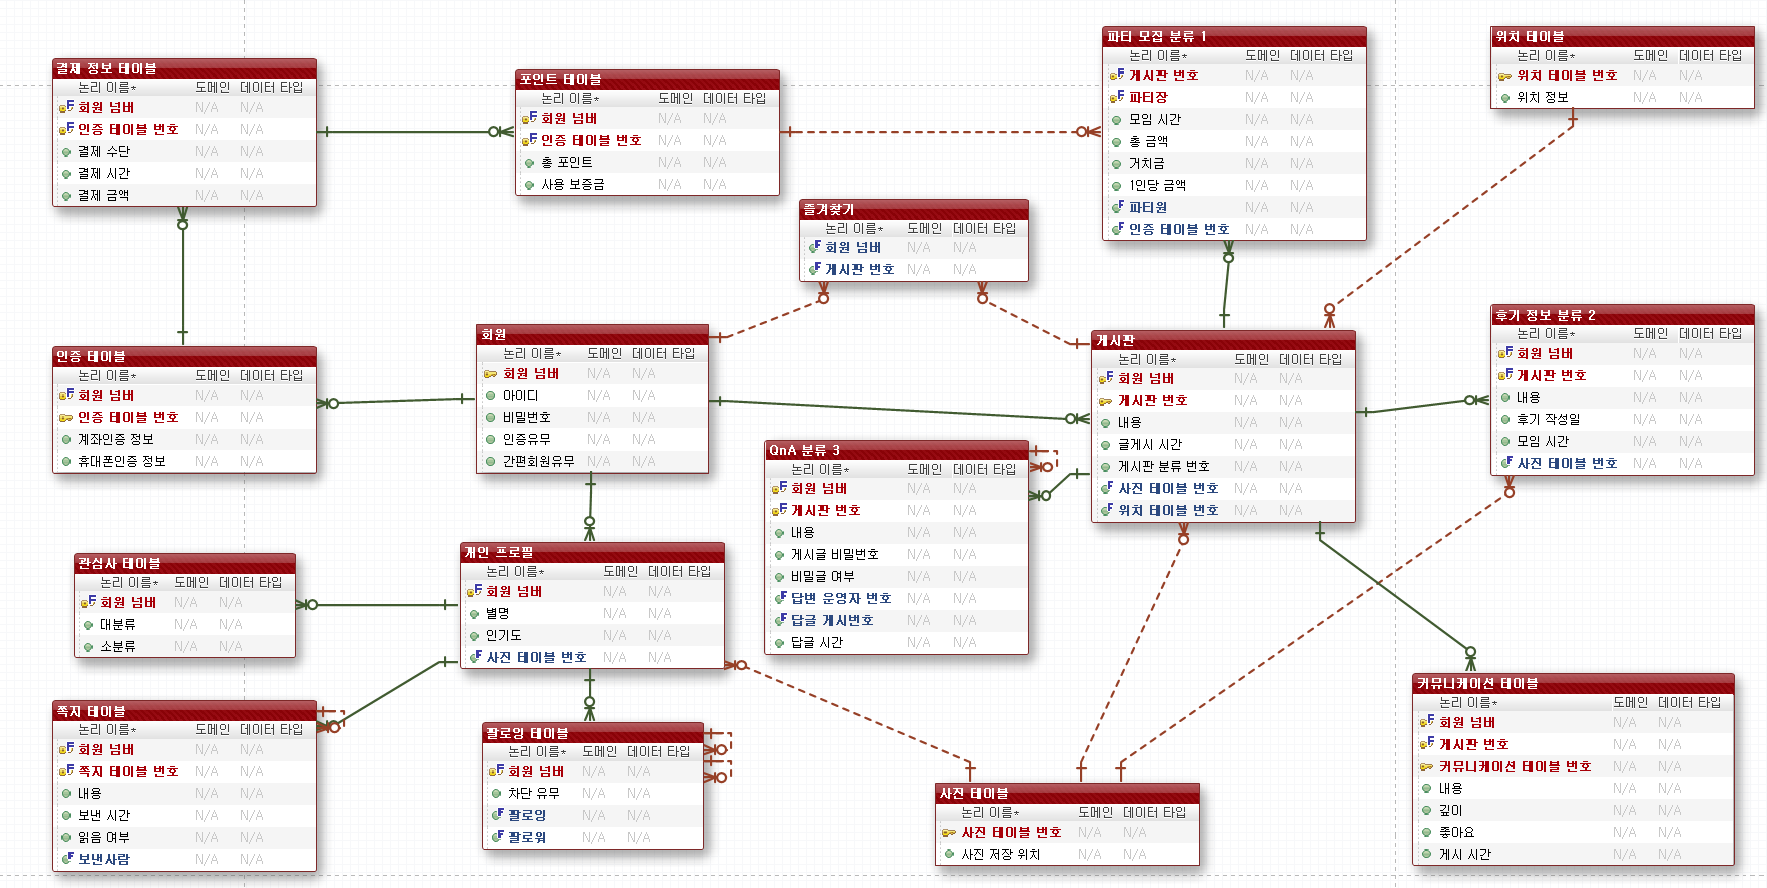 결제 정보 테이블
논리 이름* 도메인 데이터 타입
회원 넘버 N/A N/A
인증 테이블 번호 N/A N/A
결제 수단 N/A N/A
결제 시간 N/A N/A
결제 금액 N/A N/A
포인트 테이블
논리 이름* 도메인 데이터 타입
회원 넘버 N/A N/A
인증 테이블 번호 N/A N/A
총 포인트 N/A N/A
사용 보증금 N/A N/A
파티 모집 분류 1
논리 이름* 도메인 데이터 타입
게시판 번호 N/A N/A
파티장 N/A N/A
모임 시간 N/A N/A
총 금액 N/A N/A
거치금 N/A N/A
1인당 금액 N/A N/A
파티원 N/A N/A
인증 테이블 번호 N/A N/A
위치 테이블
논리 이름* 도메인 데이터 타입
위치 테이블 번호 N/A N/A
위치 정보 N/A N/A
즐겨찾기
논리 이름* 도메인 데이터 타입
회원 넘버 N/A N/A
게시판 번호 N/A N/A
인증 테이블
논리 이름* 도메인 데이터 타입
회원 넘버 N/A N/A
인증 테이블 번호 N/A N/A
계좌인증 정보 N/A N/A
휴대폰인증 정보 N/A N/A
회원
논리 이름* 도메인 데이터 타입
회원 넘버 N/A N/A
아이디 N/A N/A
비밀번호 N/A N/A
인증유무 N/A N/A
간편회원유무 N/A N/A
게시판
논리 이름* 도메인 데이터 타입
회원 넘버 N/A N/A
게시판 번호 N/A N/A
내용 N/A N/A
글게시 시간 N/A N/A
게시판 분류 번호 N/A N/A
사진 테이블 번호 N/A N/A
위치 테이블 번호 N/A N/A
후기 정보 분류 2
논리 이름* 도메인 데이터 타입
회원 넘버 N/A N/A
게시판 번호 N/A N/A
내용 N/A N/A
후기 작성일 N/A N/A
모임 시간 N/A N/A
사진 테이블 번호 N/A N/A
QnA 분류 3
논리 이름* 도메인 데이터 타입
회원 넘버 N/A N/A
게시판 번호 N/A N/A
내용 N/A N/A
게시글 비밀번호 N/A N/A
비밀글 여부 N/A N/A
답변 운영자 번호 N/A N/A
답글 게시번호 N/A N/A
답글 시간 N/A N/A
관심사 테이블
논리 이름* 도메인 데이터 타입
회원 넘버 N/A N/A
대분류 N/A N/A
소분류 N/A N/A
개인 프로필
논리 이름* 도메인 데이터 타입
회원 넘버 N/A N/A
별명 N/A N/A
인기도 N/A N/A
사진 테이블 번호 N/A N/A
쪽지 테이블
논리 이름* 도메인 데이터 타입
회원 넘버 N/A N/A
쪽지 테이블 번호 N/A N/A
내용 N/A N/A
보낸 시간 N/A N/A
읽음 여부 N/A N/A
보낸사람 N/A N/A
팔로잉 테이블
논리 이름* 도메인 데이터 타입
회원 넘버 N/A N/A
차단 유무 N/A N/A
팔로잉 N/A N/A
팔로워 N/A N/A
사진 테이블
논리 이름* 도메인 데이터 타입
사진 테이블 번호 N/A N/A
사진 저장 위치 N/A N/A
커뮤니케이션 테이블
논리 이름* 도메인 데이터 타입
회원 넘버 N/A N/A
게시판 번호 N/A N/A
커뮤니케이션 테이블 번호 N/A N/A
내용 N/A N/A
깊이 N/A N/A
좋아요 N/A N/A
게시 시간 N/A N/A